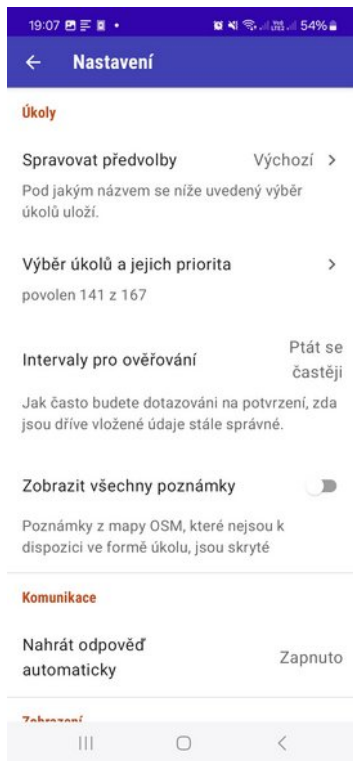 19:07 54%
Nastavení
Úkoly
Spravovat předvolby Výchozí
Pod jakým názvem se níže uvedený výběr
úkolů uloží.
Výběr úkolů a jejich priorita
povolen 141 z 167
Intervaly pro ověřování Ptát se
častěji
Jak často budete dotazováni na potvrzení, zda
jsou dříve vložené údaje stále správné.
Zobrazit všechny poznámky
Poznámky z mapy OSM, které nejsou k
dispozici ve formě úkolu, jsou skryté
Komunikace
Nahrát odpověď
automaticky Zapnuto
Zobrazení